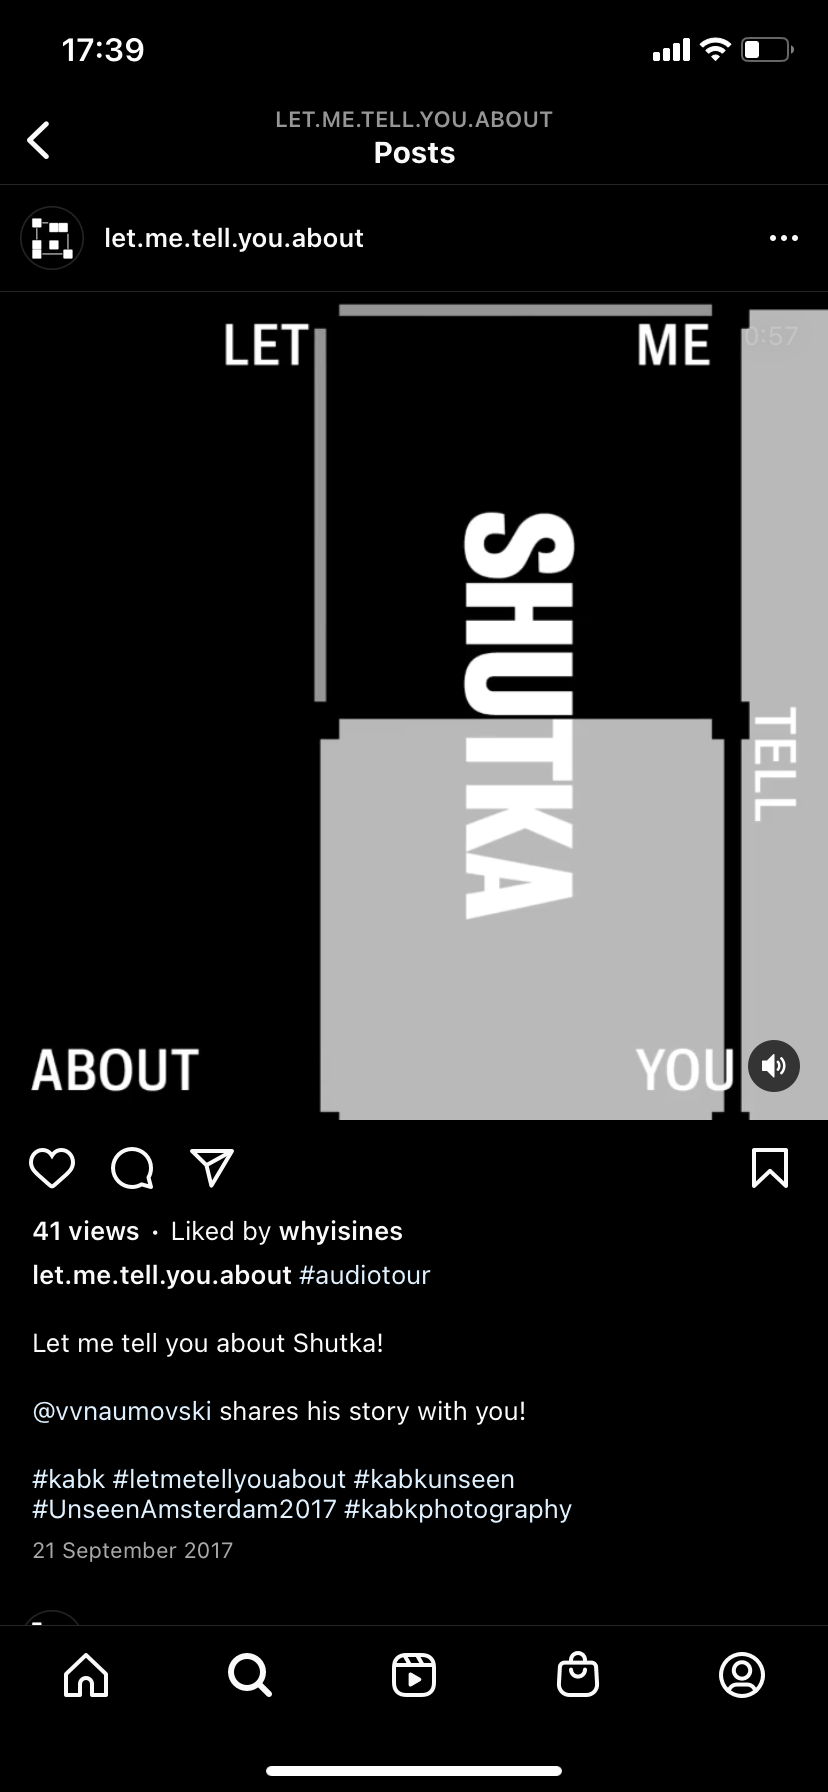 17:39
LET.ME.TELL.YOU.ABOUT
Posts
let.me.tell.you.about
LET
ME
0:57
SHUTKA
TELL
ABOUT
YOU
41 views · Liked by whyisines
let.me.tell.you.about #audiotour
Let me tell you about Shutka!
@vvnaumovski shares his story with you!
#kabk #letmetellyouabout #kabkunseen
#UnseenAmsterdam2017 #kabkphotography
21 September 2017